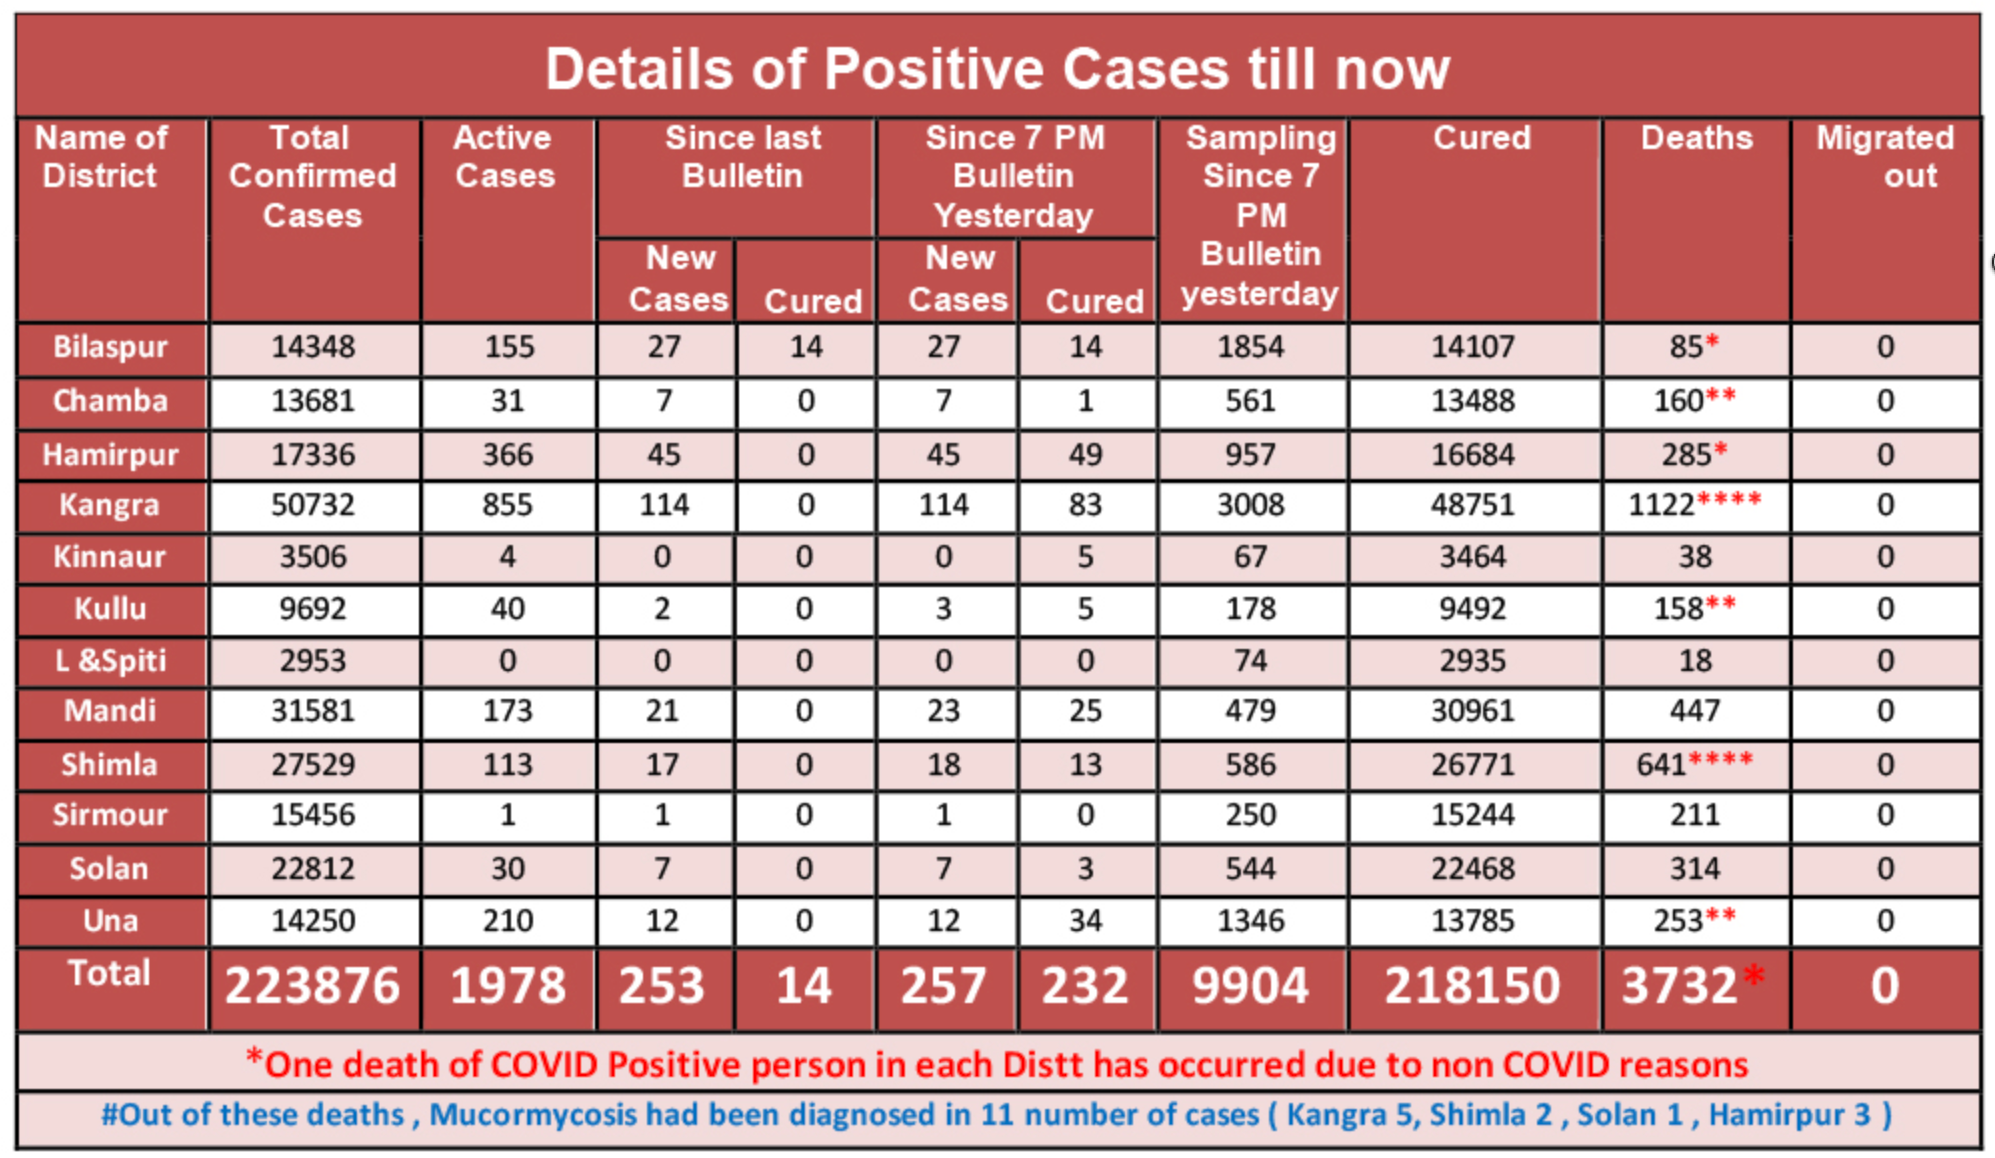 Details of Positive Cases till now
Name of District Total Confirmed Cases Active Cases Since last Bulletin Since 7 PM Bulletin Yesterday Sampling Since 7 PM Bulletin yesterday Cured Deaths Migrated out
New Cases Cured New Cases Cured
Bilaspur 14348 155 27 14 27 14 1854 14107 85* 0
Chamba 13681 31 7 0 7 1 561 13488 160** 0
Hamirpur 17336 366 45 0 45 49 957 16684 285* 0
Kangra 50732 855 114 0 114 83 3008 48751 1122**** 0
Kinnaur 3506 4 0 0 0 5 67 3464 38 0
Kullu 9692 40 2 0 3 5 178 9492 158** 0
L &Spiti 2953 0 0 0 0 0 74 2935 18 0
Mandi 31581 173 21 0 23 25 479 30961 447 0
Shimla 27529 113 17 0 18 13 586 26771 641**** 0
Sirmour 15456 1 1 0 1 0 250 15244 211 0
Solan 22812 30 7 0 7 3 544 22468 314 0
Una 14250 210 12 0 12 34 1346 13785 253** 0
Total 223876 1978 253 14 257 232 9904 218150 3732* 0
*One death of COVID Positive person in each Distt has occurred due to non COVID reasons
#Out of these deaths , Mucormycosis had been diagnosed in 11 number of cases ( Kangra 5, Shimla 2 , Solan 1 , Hamirpur 3 )